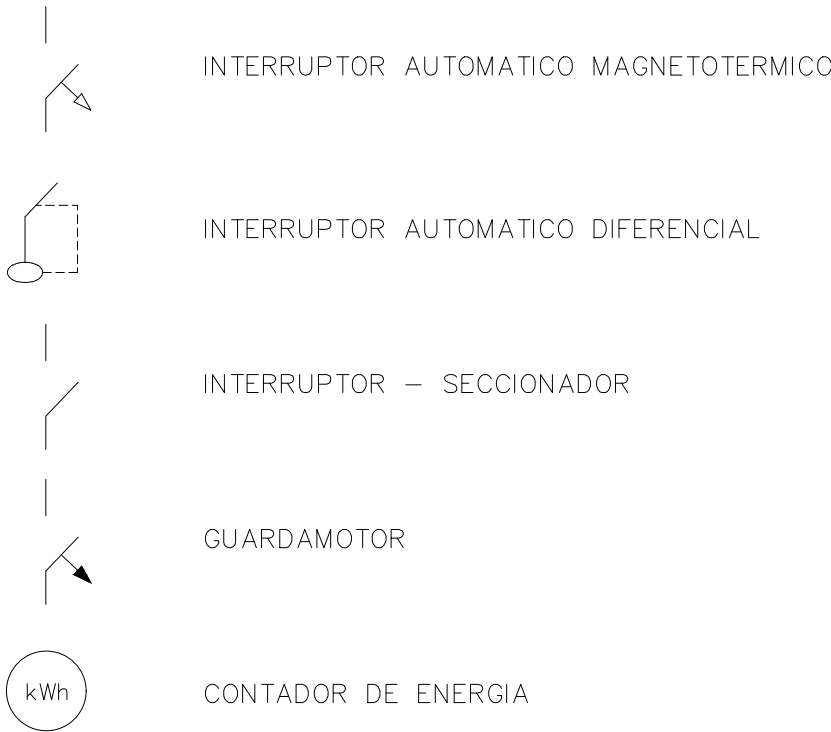 INTERRUPTOR AUTOMATICO MAGNETOTERMICO
INTERRUPTOR AUTOMATICO DIFERENCIAL
INTERRUPTOR – SECCIONADOR
GUARDAMOTOR
kWh
CONTADOR DE ENERGIA